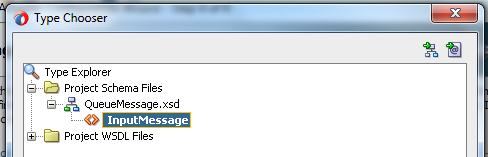 Type Chooser
Type Explorer
Project Schema Files
QueueMessage.xsd
InputMessage
Project WSDL Files